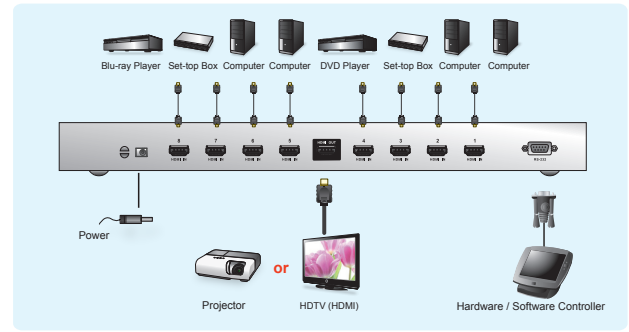 Blu-ray Player Set-top Box Computer Computer DVD Player Set-top Box Computer Computer
8 7 6 5 HDMI OUT 4 3 2 1
HDMI IN HDMI IN HDMI IN HDMI IN HDMI IN HDMI IN HDMI IN HDMI IN RS-232
Power
or
Projector HDTV (HDMI) Hardware / Software Controller